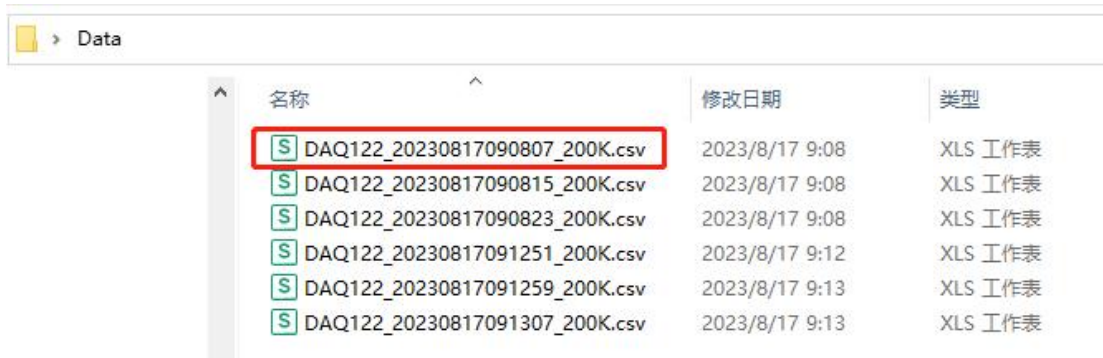 Data
名称 修改日期 类型
DAQ122_20230817090807_200K.csv 2023/8/17 9:08 XLS 工作表
DAQ122_20230817090815_200K.csv 2023/8/17 9:08 XLS 工作表
DAQ122_20230817090823_200K.csv 2023/8/17 9:08 XLS 工作表
DAQ122_20230817091251_200K.csv 2023/8/17 9:12 XLS 工作表
DAQ122_20230817091259_200K.csv 2023/8/17 9:13 XLS 工作表
DAQ122_20230817091307_200K.csv 2023/8/17 9:13 XLS 工作表